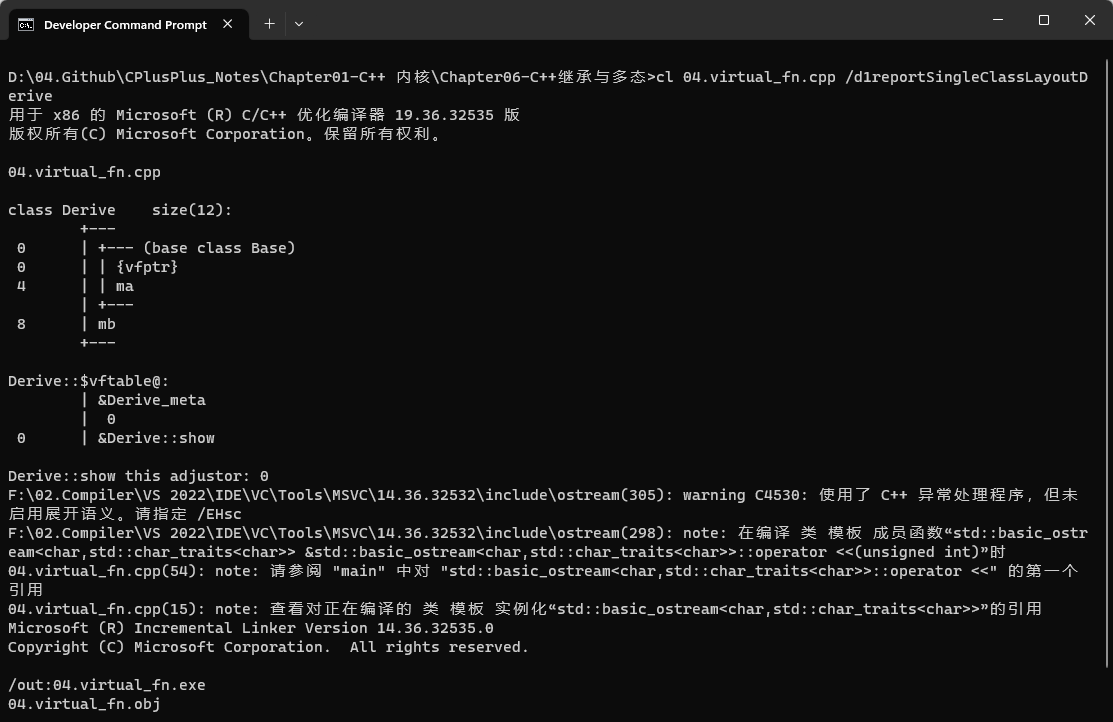 Developer Command Prompt
D:\04.Github\CPlusPlus_Notes\Chapter01-C++ 内核\Chapter06-C++继承与多态>cl 04.virtual_fn.cpp /d1reportSingleClassLayoutD
erive
用于 x86 的 Microsoft (R) C/C++ 优化编译器 19.36.32535 版
版权所有(C) Microsoft Corporation。保留所有权利。
04.virtual_fn.cpp
class Derive    size(12):
        +---
 0      | +--- (base class Base)
 0      | | {vfptr}
 4      | | ma
        | +---
 8      | mb
        +---
Derive::$vftable@:
        | &Derive_meta
        |  0
 0      | &Derive::show
Derive::show this adjustor: 0
F:\02.Compiler\VS 2022\IDE\VC\Tools\MSVC\14.36.32532\include\ostream(305): warning C4530: 使用了 C++ 异常处理程序，但未
启用展开语义。请指定 /EHsc
F:\02.Compiler\VS 2022\IDE\VC\Tools\MSVC\14.36.32532\include\ostream(298): note: 在编译 类 模板 成员函数“std::basic_ostr
eam<char,std::char_traits<char>> &std::basic_ostream<char,std::char_traits<char>>::operator <<(unsigned int)”时
04.virtual_fn.cpp(54): note: 请参阅 "main" 中对 "std::basic_ostream<char,std::char_traits<char>>::operator <<" 的第一个
引用
04.virtual_fn.cpp(15): note: 查看对正在编译的 类 模板 实例化“std::basic_ostream<char,std::char_traits<char>>”的引用
Microsoft (R) Incremental Linker Version 14.36.32535.0
Copyright (C) Microsoft Corporation.  All rights reserved.
/out:04.virtual_fn.exe
04.virtual_fn.obj